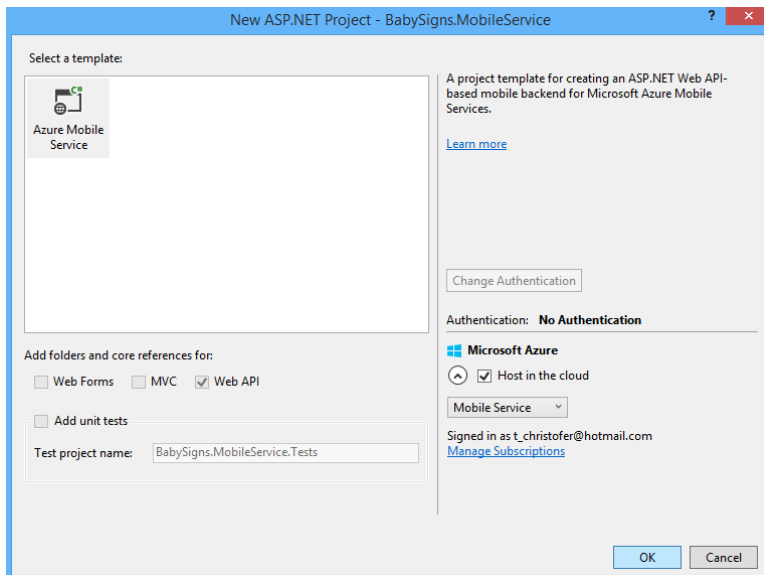 New ASP.NET Project - BabySigns.MobileService
?
Select a template:
C#
Azure Mobile
Service
A project template for creating an ASP.NET Web API-
based mobile backend for Microsoft Azure Mobile
Services.
Learn more
Change Authentication
Authentication: No Authentication
Add folders and core references for:
Web Forms MVC Web API
Add unit tests
Test project name: BabySigns.MobileService.Tests
Microsoft Azure
Host in the cloud
Mobile Service
Signed in as t_christofer@hotmail.com
Manage Subscriptions
OK Cancel